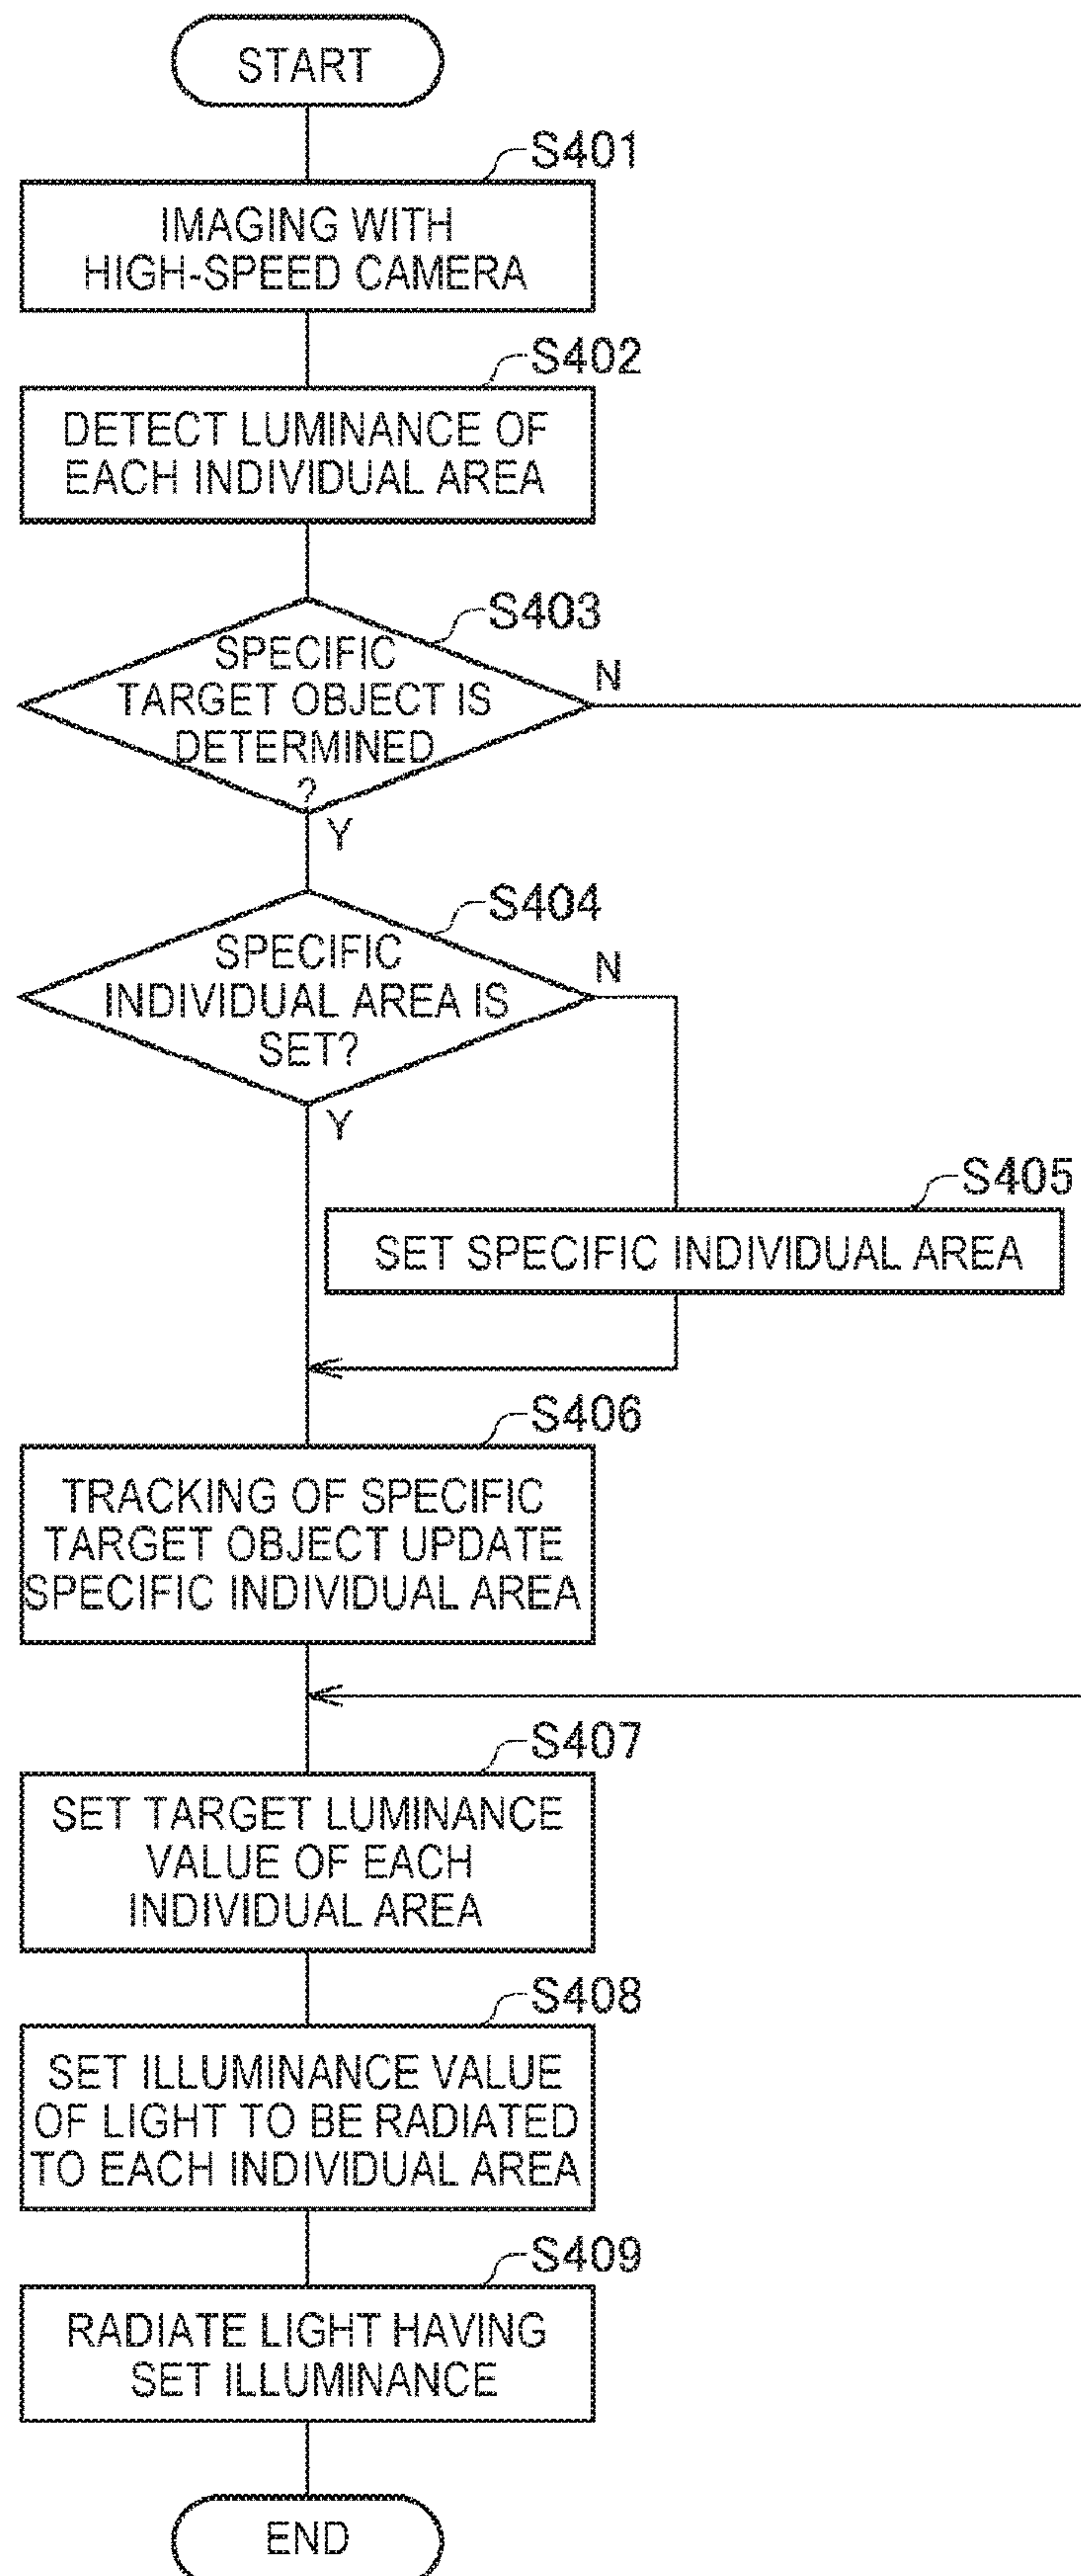 START
S401
IMAGING WITH
HIGH-SPEED CAMERA
S402
DETECT LUMINANCE OF
EACH INDIVIDUAL AREA
S403
SPECIFIC
TARGET OBJECT IS
DETERMINED
?
N
Y
S404
SPECIFIC
INDIVIDUAL AREA IS
SET?
N
Y
S405
SET SPECIFIC INDIVIDUAL AREA
S406
TRACKING OF SPECIFIC
TARGET OBJECT UPDATE
SPECIFIC INDIVIDUAL AREA
S407
SET TARGET LUMINANCE
VALUE OF EACH
INDIVIDUAL AREA
S408
SET ILLUMINANCE VALUE
OF LIGHT TO BE RADIATED
TO EACH INDIVIDUAL AREA
S409
RADIATE LIGHT HAVING
SET ILLUMINANCE
END